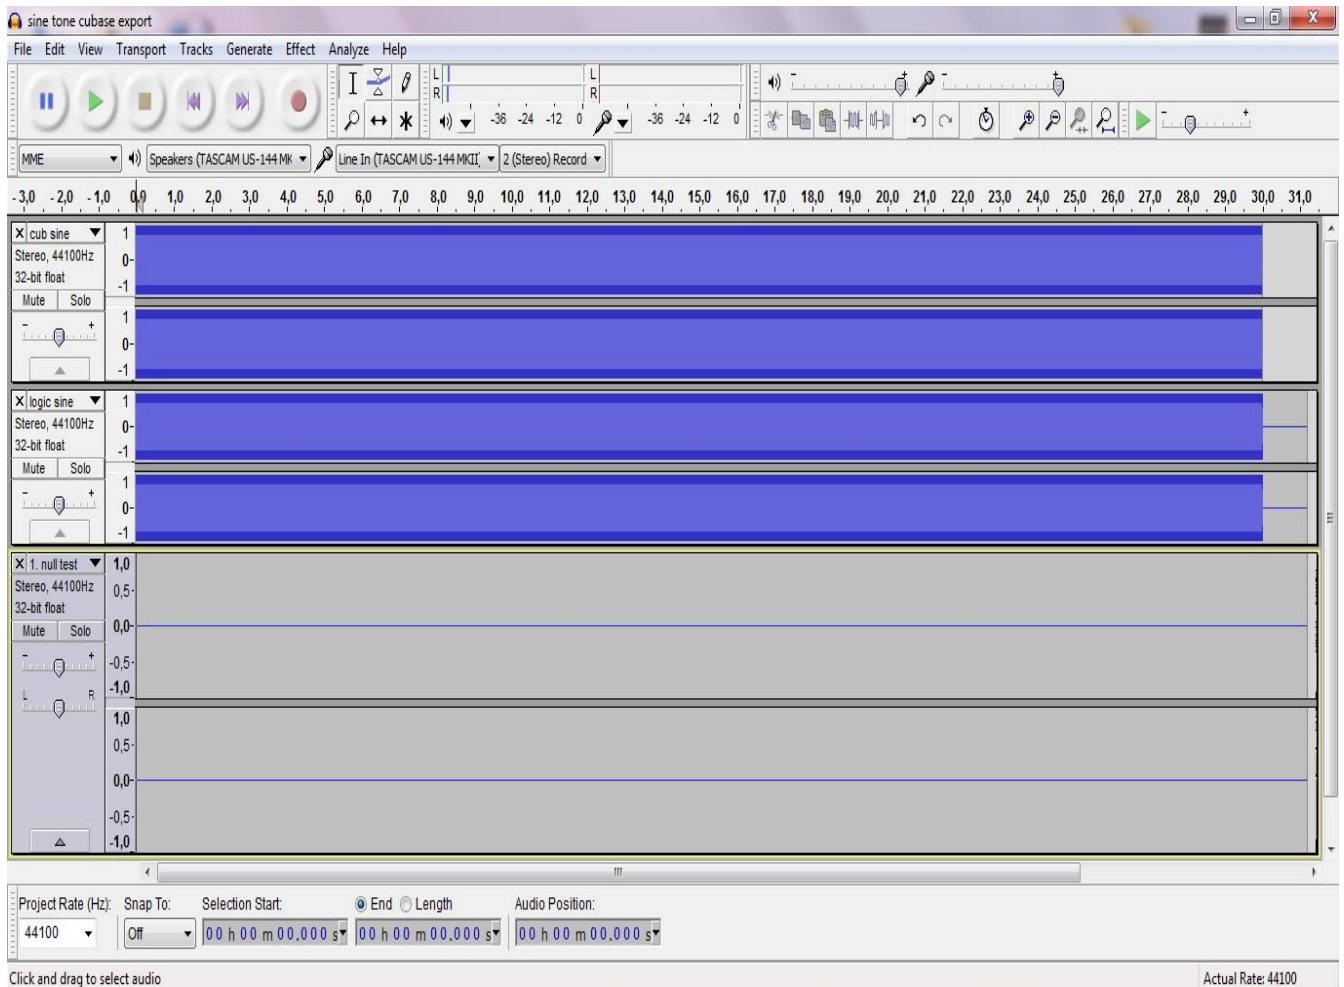 sine tone cubase export
File Edit View Transport Tracks Generate Effect Analyze Help
L
R
-36 -24 -12 0
L
R
-36 -24 -12 0
MME
Speakers (TASCAM US-144 MK
Line In (TASCAM US-144 MKII)
2 (Stereo) Record
-3,0 -2,0 -1,0 0,0 1,0 2,0 3,0 4,0 5,0 6,0 7,0 8,0 9,0 10,0 11,0 12,0 13,0 14,0 15,0 16,0 17,0 18,0 19,0 20,0 21,0 22,0 23,0 24,0 25,0 26,0 27,0 28,0 29,0 30,0 31,0
X cub sine
Stereo, 44100Hz
32-bit float
Mute Solo
- +
1
0-
-1
1
0-
-1
X logic sine
Stereo, 44100Hz
32-bit float
Mute Solo
- +
1
0-
-1
1
0-
-1
X 1. null test
Stereo, 44100Hz
32-bit float
Mute Solo
- +
L R
1,0
0,5-
0,0-
-0,5-
-1,0
1,0
0,5-
0,0-
-0,5-
-1,0
Project Rate (Hz): Snap To: Selection Start: End Length Audio Position:
44100 Off 00 h 00 m 00.000 s 00 h 00 m 00.000 s 00 h 00 m 00.000 s
Click and drag to select audio
Actual Rate: 44100